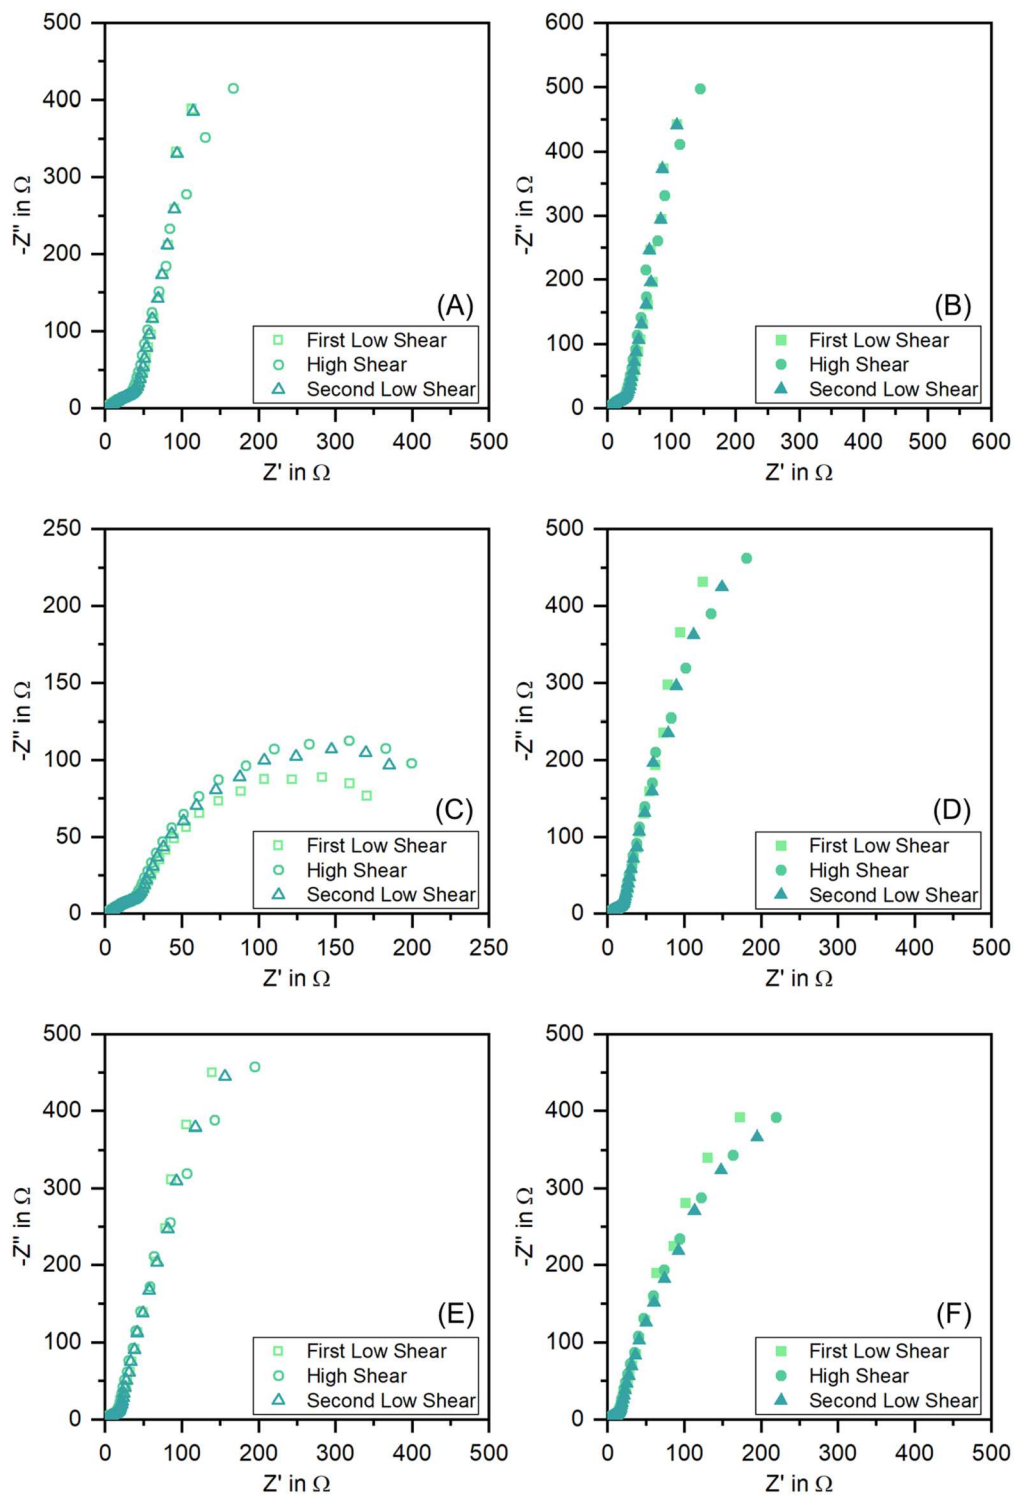 500
400
300
200
100
0
-Z'' in Ω
(A)
First Low Shear
High Shear
Second Low Shear
0 100 200 300 400 500
Z' in Ω
600
500
400
300
200
100
0
-Z'' in Ω
(B)
First Low Shear
High Shear
Second Low Shear
0 100 200 300 400 500 600
Z' in Ω
250
200
150
100
50
0
-Z'' in Ω
(C)
First Low Shear
High Shear
Second Low Shear
0 50 100 150 200 250
Z' in Ω
500
400
300
200
100
0
-Z'' in Ω
(D)
First Low Shear
High Shear
Second Low Shear
0 100 200 300 400 500
Z' in Ω
500
400
300
200
100
0
-Z'' in Ω
(E)
First Low Shear
High Shear
Second Low Shear
0 100 200 300 400 500
Z' in Ω
500
400
300
200
100
0
-Z'' in Ω
(F)
First Low Shear
High Shear
Second Low Shear
0 100 200 300 400 500
Z' in Ω